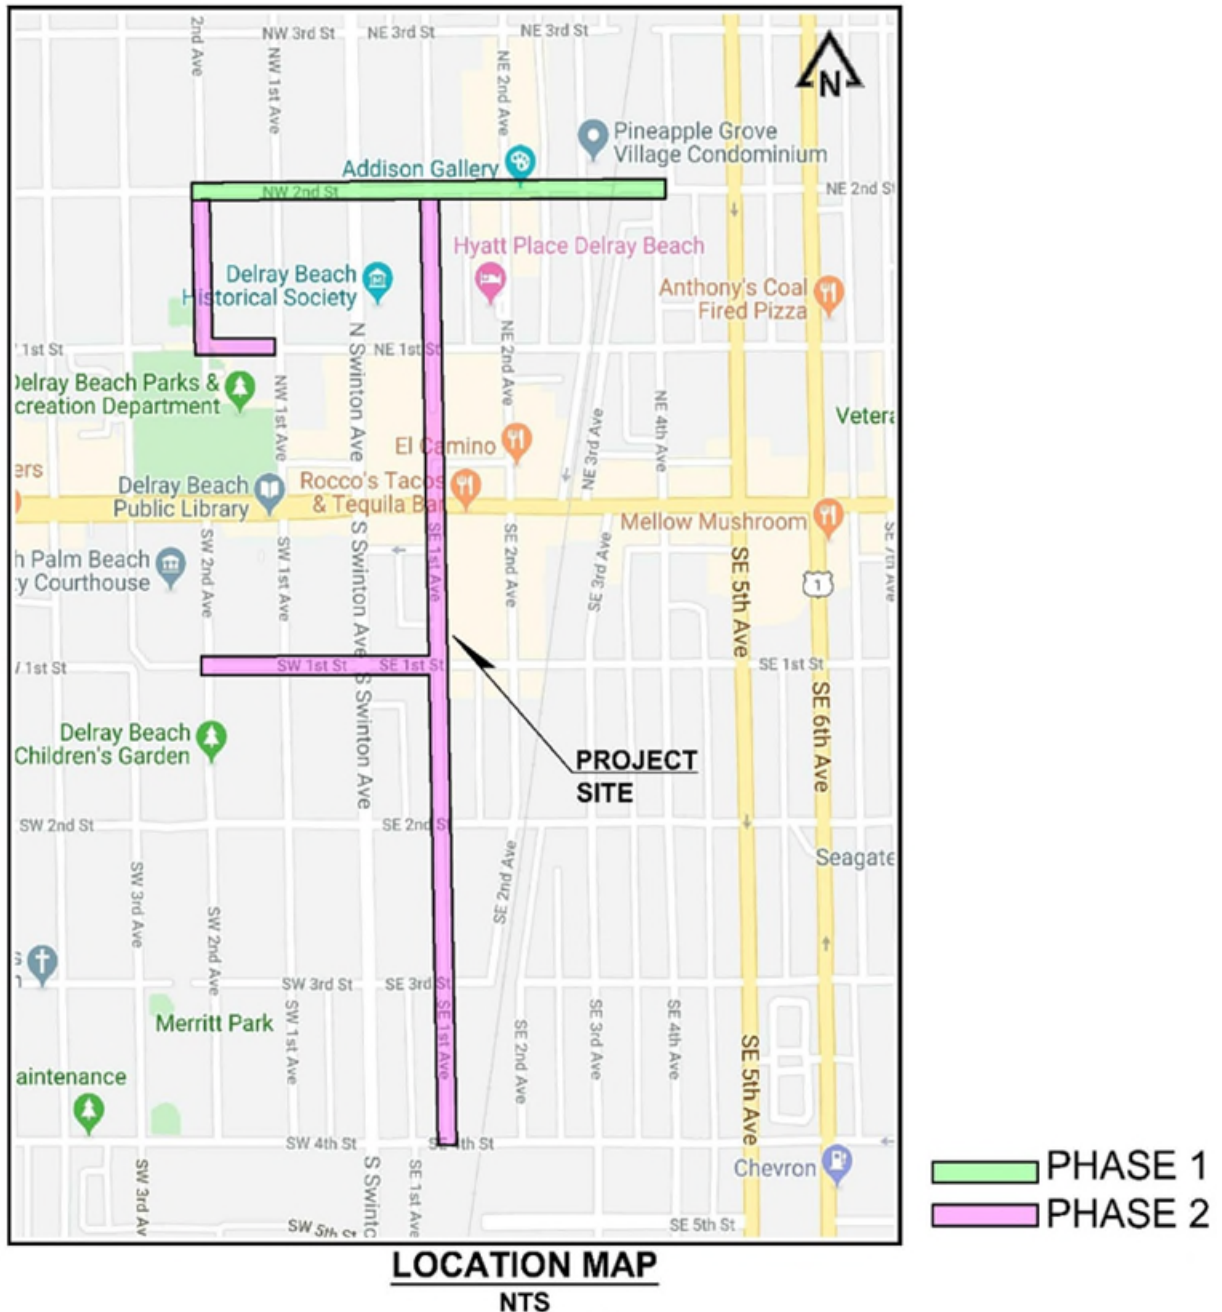 2nd Ave
NW 3rd St
NE 3rd St
NE 3rd St
NW 1st Ave
NE 2nd Ave
N
Pineapple Grove
Village Condominium
Addison Gallery
NW 2nd St
NE 2nd St
Hyatt Place Delray Beach
Delray Beach
Historical Society
Anthony's Coal
Fired Pizza
1st St
N Swinton Ave
NE 1st St
NE 2nd Ave
Delray Beach Parks &
creation Department
NW 1st Ave
NE 3rd Ave
NE 4th Ave
Vetera
El Camino
ers
Delray Beach
Public Library
Rocco's Tacos
& Tequila Bar
Mellow Mushroom
h Palm Beach
y Courthouse
SW 2nd Ave
SW 1st Ave
S Swinton Ave
SE 1st Ave
SE 2nd Ave
SE 3rd Ave
SE 5th Ave
1
SE 7th Ave
1st St
SW 1st St
SE 1st St
SE 1st St
S Swinton Ave
SE 6th Ave
Delray Beach
Children's Garden
PROJECT
SITE
SW 2nd St
SE 2nd St
SE 2nd Ave
Seagate
SW 3rd Ave
SW 2nd Ave
SW 3rd St
SE 3rd St
Merritt Park
SW 1st Ave
SE 1st Ave
SE 2nd Ave
SE 3rd Ave
SE 4th Ave
SE 5th Ave
aintenance
SW 4th St
4th St
Chevron
SW 3rd Av
S Swintc
SE 1st Ave
SW 5th St
SE 5th St
PHASE 1
PHASE 2
LOCATION MAP
NTS